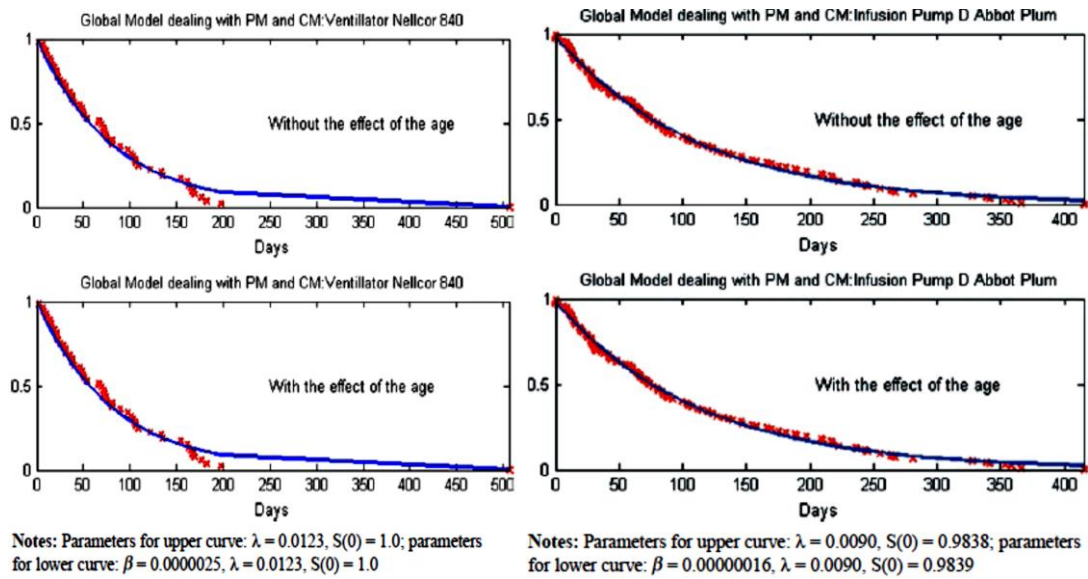 Global Model dealing with PM and CM:Ventillator Nellcor 840
1
0.5
0
Without the effect of the age
0 50 100 150 200 250 300 350 400 450 500
Days
Global Model dealing with PM and CM:Infusion Pump D Abbot Plum
1
0.5
0
Without the effect of the age
0 50 100 150 200 250 300 350 400
Days
Global Model dealing with PM and CM:Ventillator Nellcor 840
1
0.5
0
With the effect of the age
0 50 100 150 200 250 300 350 400 450 500
Days
Global Model dealing with PM and CM:Infusion Pump D Abbot Plum
1
0.5
0
With the effect of the age
0 50 100 150 200 250 300 350 400
Days
Notes: Parameters for upper curve: λ = 0.0123, S(0) = 1.0; parameters
for lower curve: β = 0.0000025, λ = 0.0123, S(0) = 1.0
Notes: Parameters for upper curve: λ = 0.0090, S(0) = 0.9838; parameters
for lower curve: β = 0.00000016, λ = 0.0090, S(0) = 0.9839